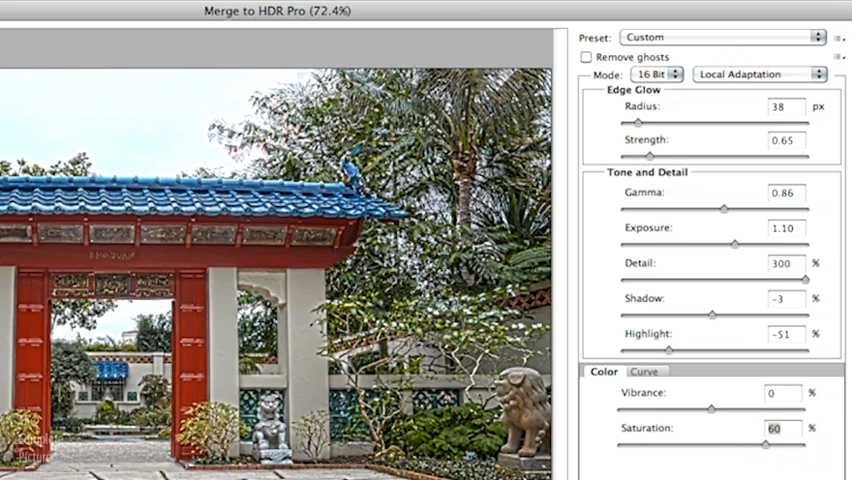 Merge to HDR Pro (72.4%)
Preset: Custom
Remove ghosts
Mode: 16 Bit Local Adaptation
Edge Glow
Radius: 38 px
Strength: 0.65
Tone and Detail
Gamma: 0.86
Exposure: 1.10
Detail: 300 %
Shadow: -3 %
Highlight: -51 %
Color Curve
Vibrance: 0 %
Saturation: 60 %
Complete
Picture